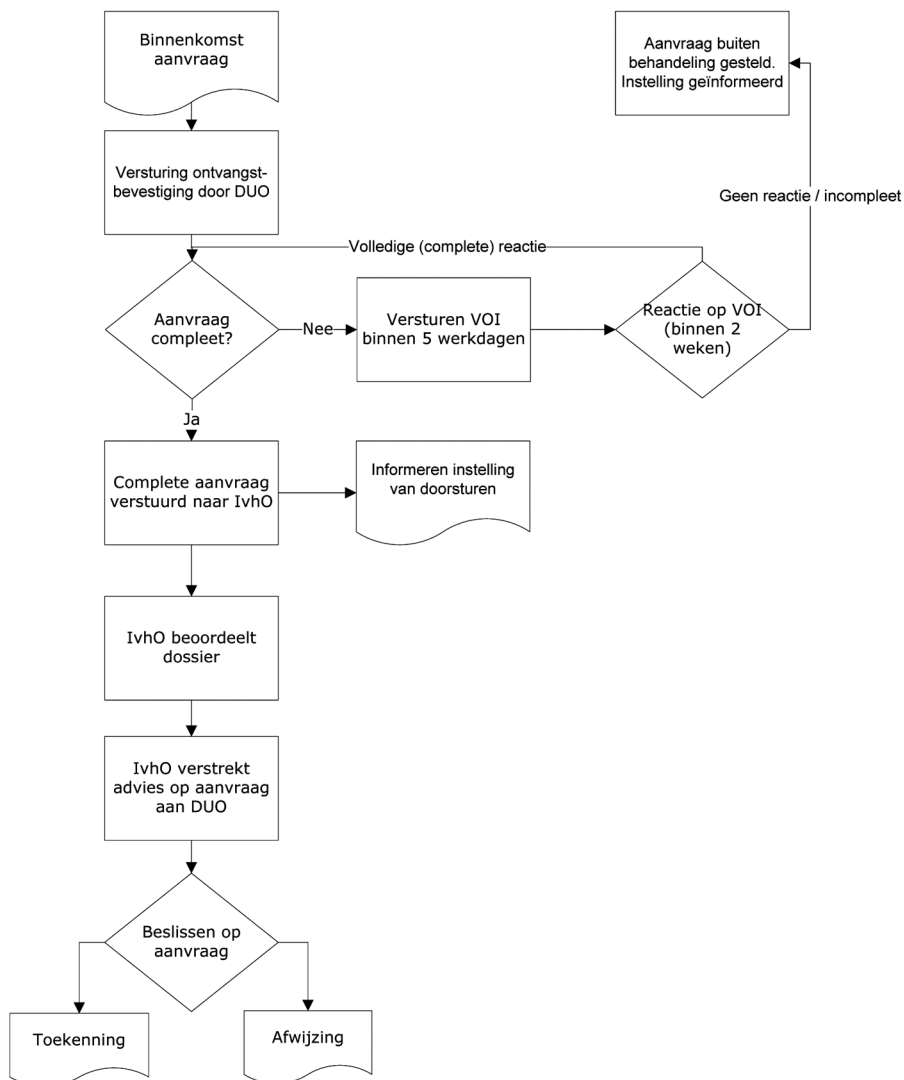 Binnenkomst
aanvraag
Aanvraag buiten
behandeling gesteld.
Instelling geïnformeerd
Versturing ontvangst-
bevestiging door DUO
Geen reactie / incompleet
Volledige (complete) reactie
Aanvraag
compleet?
Nee
Versturen VOI
binnen 5 werkdagen
Reactie op VOI
(binnen 2
weken)
Ja
Complete aanvraag
verstuurd naar IvhO
Informeren instelling
van doorsturen
IvhO beoordeelt
dossier
IvhO verstrekt
advies op aanvraag
aan DUO
Beslissen op
aanvraag
Toekenning
Afwijzing